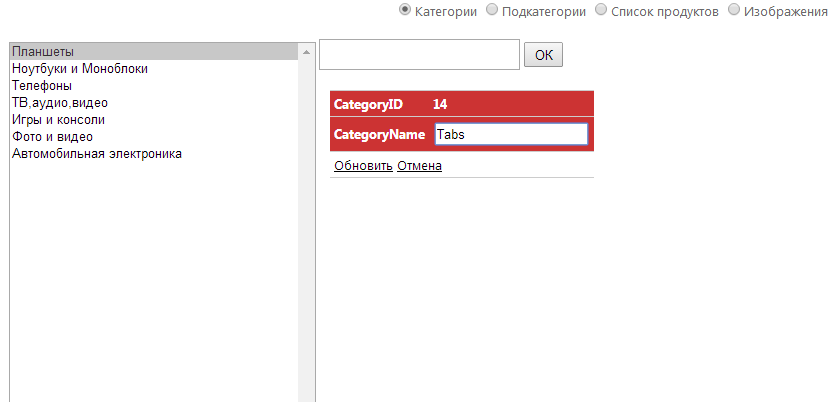 Категории Подкатегории Список продуктов Изображения
Планшеты
Ноутбуки и Моноблоки
Телефоны
ТВ,аудио,видео
Игры и консоли
Фото и видео
Автомобильная электроника
ОК
CategoryID 14
CategoryName Tabs
Обновить Отмена